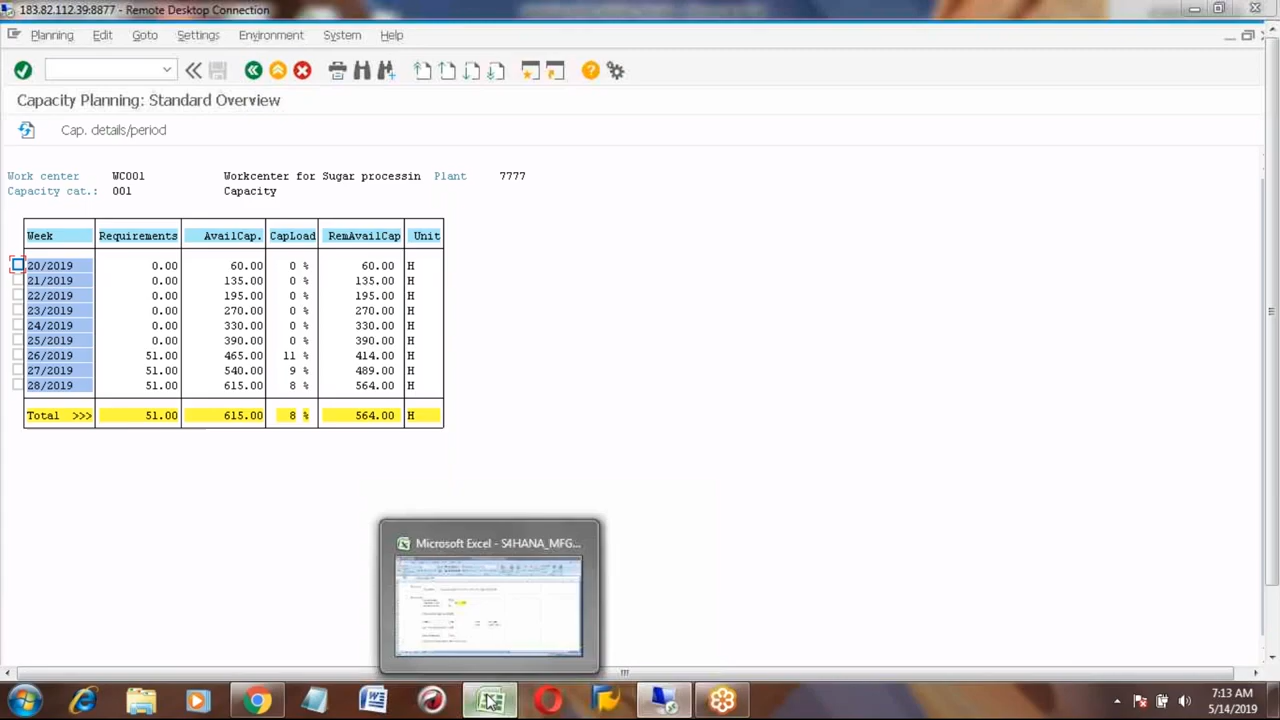 183.82.112.39:8877 - Remote Desktop Connection
Planning Edit Goto Settings Environment System Help
Capacity Planning: Standard Overview
Cap. details/period
Work center WC001 Workcenter for Sugar processin Plant 7777
Capacity cat.: 001 Capacity
Week Requirements AvailCap. CapLoad RemAvailCap Unit
20/2019 0.00 60.00 0 % 60.00 H
21/2019 0.00 135.00 0 % 135.00 H
22/2019 0.00 195.00 0 % 195.00 H
23/2019 0.00 270.00 0 % 270.00 H
24/2019 0.00 330.00 0 % 330.00 H
25/2019 0.00 390.00 0 % 390.00 H
26/2019 51.00 465.00 11 % 414.00 H
27/2019 51.00 540.00 9 % 489.00 H
28/2019 51.00 615.00 8 % 564.00 H
Total >>> 51.00 615.00 8 % 564.00 H
Microsoft Excel - S4HANA_MFG...
7:13 AM
5/14/2019